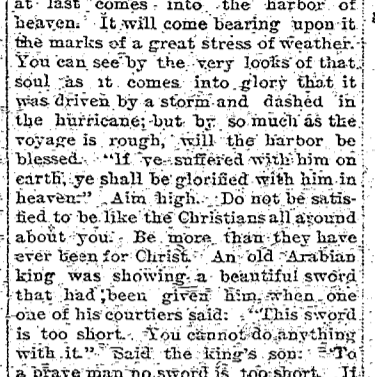 at last comes into the harbor of
heaven. It will come bearing upon it
the marks of a great stress of weather.
You can see by the very looks of that
soul as it comes into glory that it
was driven by a storm and dashed in
the hurricane; but by so much as the
voyage is rough, will the harbor be
blessed. "If ye suffered with him on
earth, ye shall be glorified with him in
heaven." Aim high. Do not be satis-
fied to be like the Christians all around
about you. Be more than they have
ever been for Christ. An old Arabian
king was showing a beautiful sword
that had been given him, when one
one of his courtiers said: "This sword
is too short. You cannot do anything
with it." Said the king's son: "To
a brave man no sword is too short. If